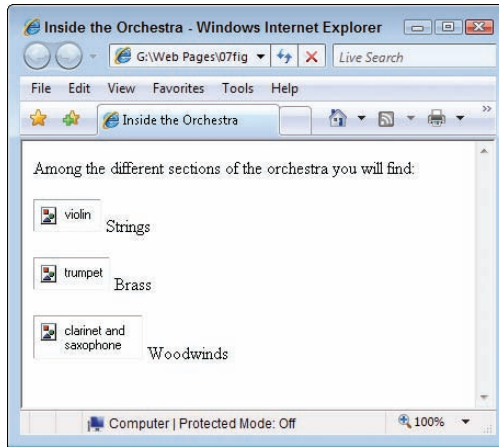 Inside the Orchestra - Windows Internet Explorer
G:\Web Pages\07fig
Live Search
File Edit View Favorites Tools Help
Inside the Orchestra
Among the different sections of the orchestra you will find:
violin Strings
trumpet Brass
clarinet and
saxophone Woodwinds
Computer | Protected Mode: Off 100%